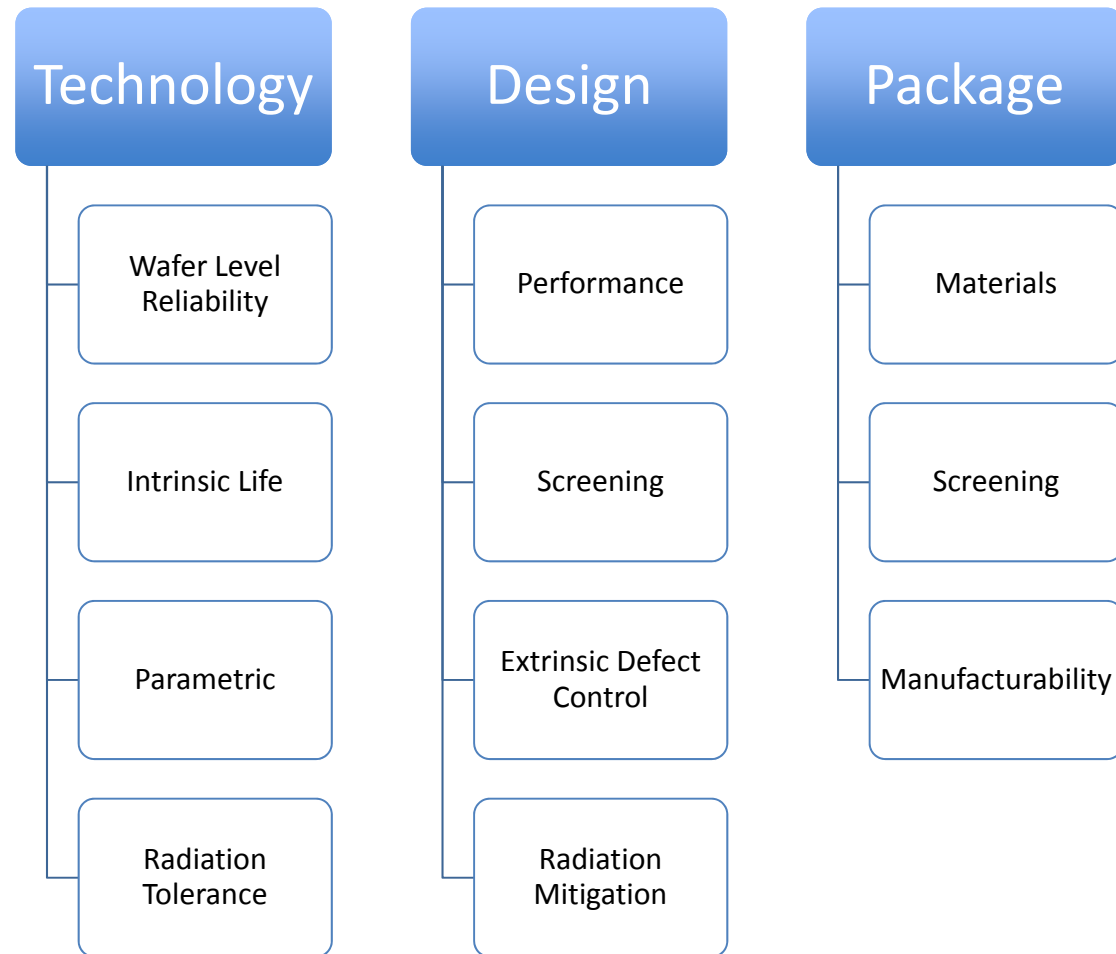 Technology
Wafer Level
Reliability
Intrinsic Life
Parametric
Radiation
Tolerance
Design
Performance
Screening
Extrinsic Defect
Control
Radiation
Mitigation
Package
Materials
Screening
Manufacturability